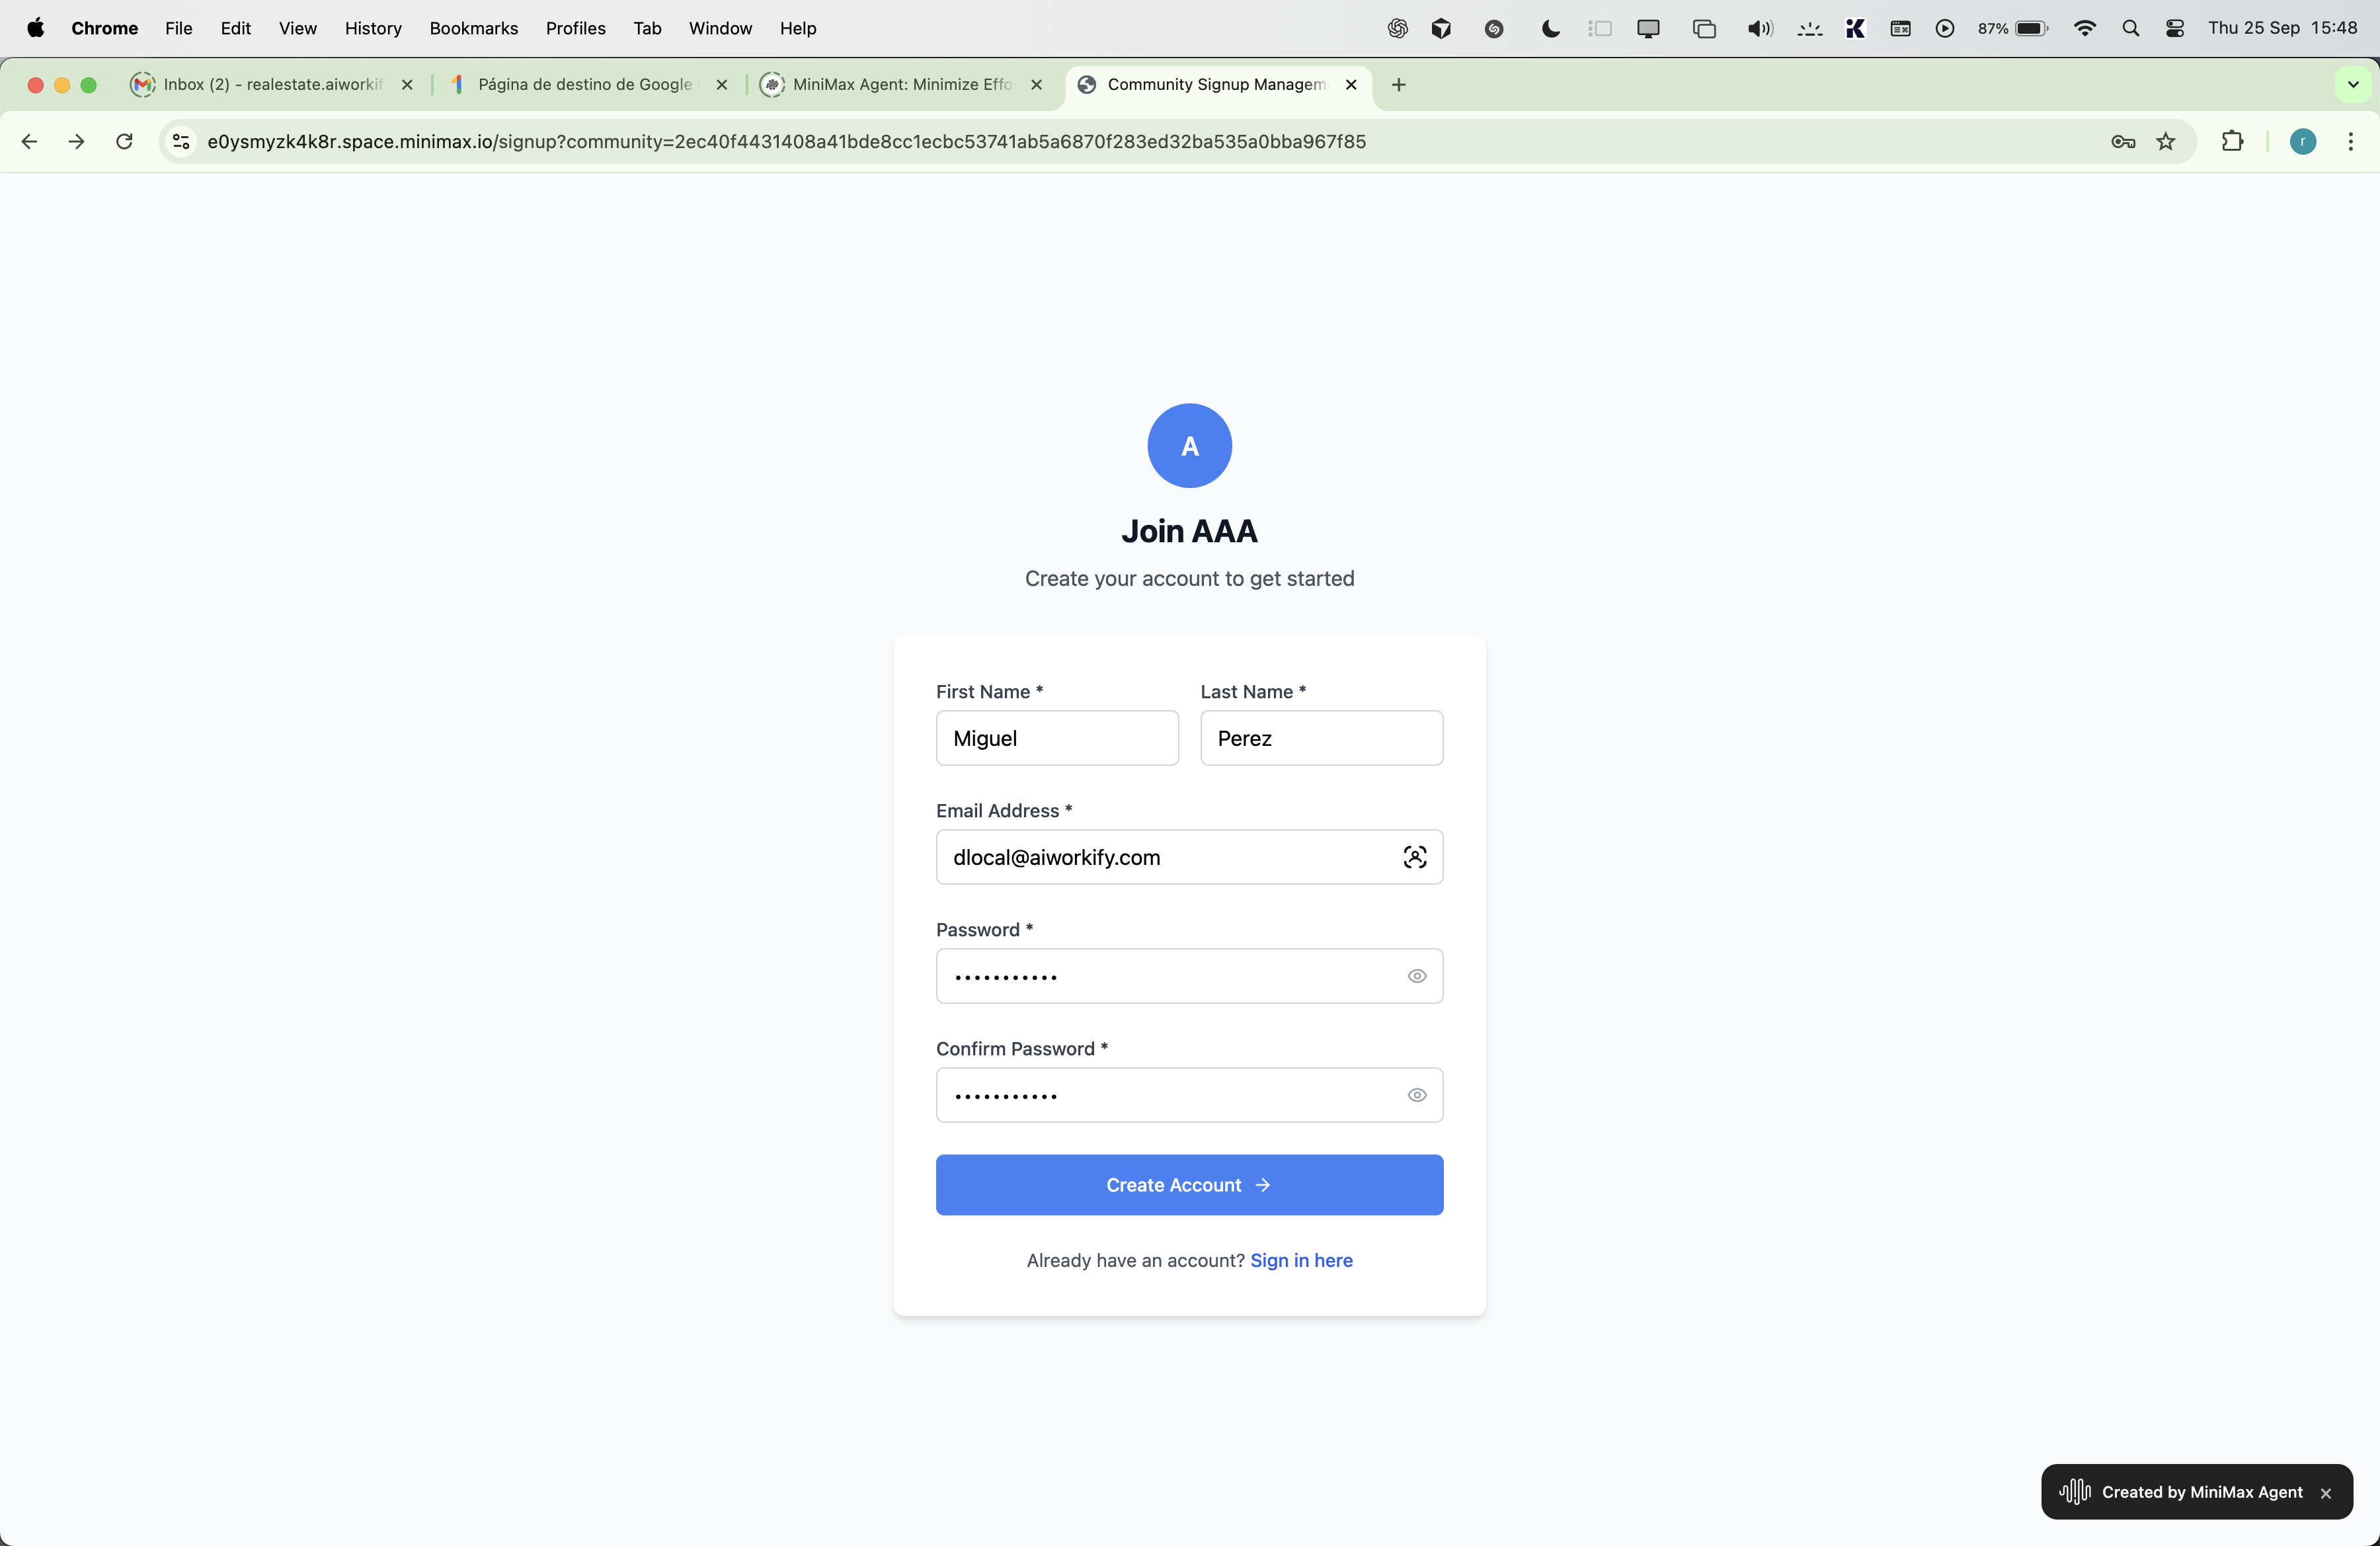 Chrome File Edit View History Bookmarks Profiles Tab Window Help 87% Thu 25 Sep 15:48
Inbox (2) - realestate.aiworkif Página de destino de Google MiniMax Agent: Minimize Effo Community Signup Managem
e0ysmyzk4k8r.space.minimax.io/signup?community=2ec40f4431408a41bde8cc1ecbc53741ab5a6870f283ed32ba535a0bba967f85 r
A
Join AAA
Create your account to get started
First Name * Last Name *
Miguel Perez
Email Address *
dlocal@aiworkify.com
Password *
•••••••••••
Confirm Password *
•••••••••••
Create Account →
Already have an account? Sign in here
Created by MiniMax Agent ×